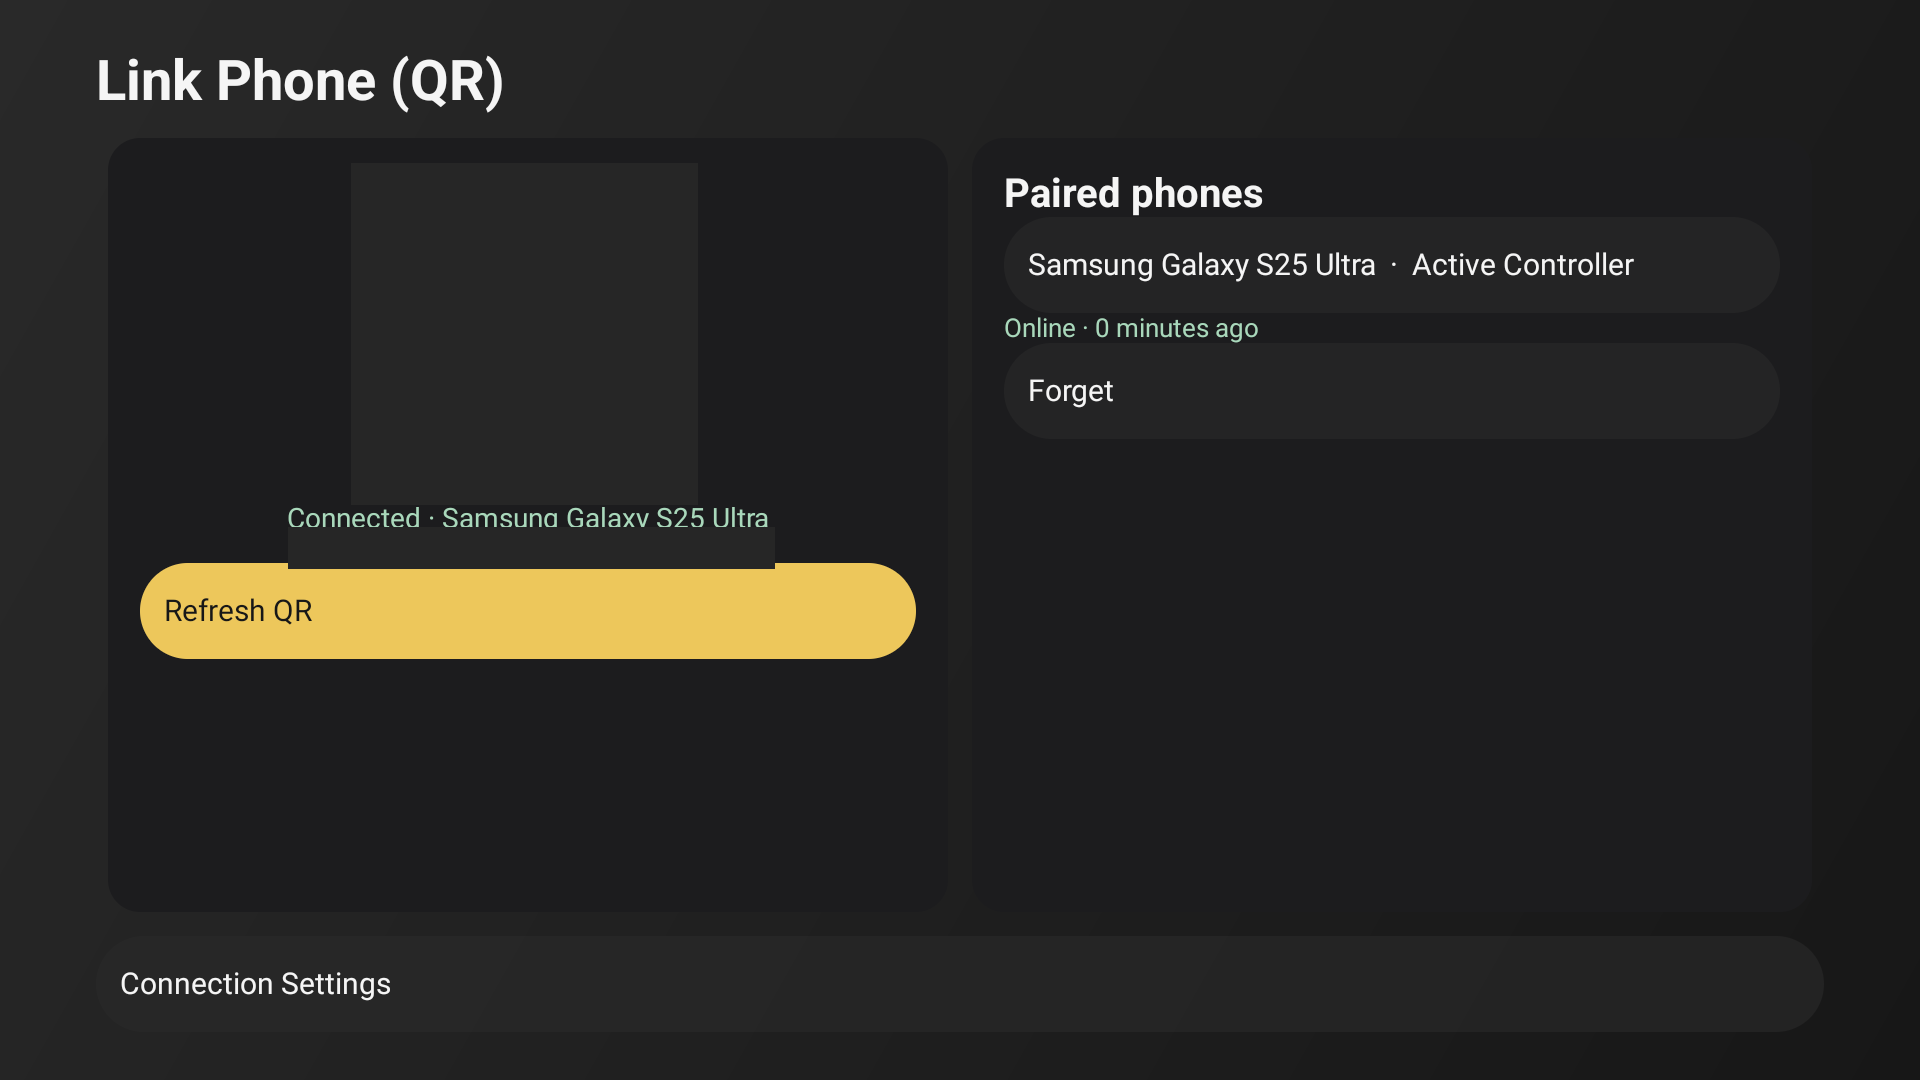 Link Phone (QR)
Connected · Samsung Galaxy S25 Ultra
Refresh QR
Paired phones
Samsung Galaxy S25 Ultra · Active Controller
Online · 0 minutes ago
Forget
Connection Settings